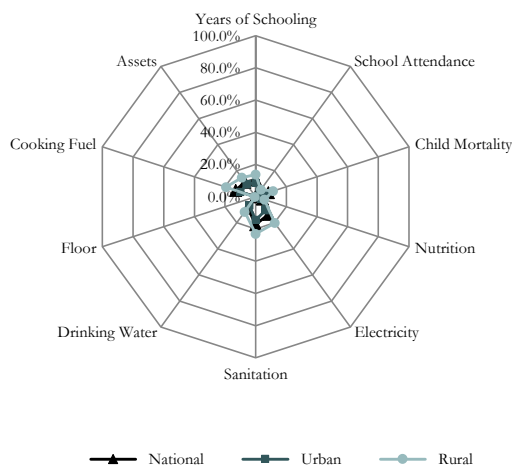 Years of Schooling
100.0%
Assets
School Attendance
80.0%
60.0%
Cooking Fuel
40.0%
Child Mortality
20.0%
0.0%
Floor
Nutrition
Drinking Water
Electricity
Sanitation
National
Urban
Rural